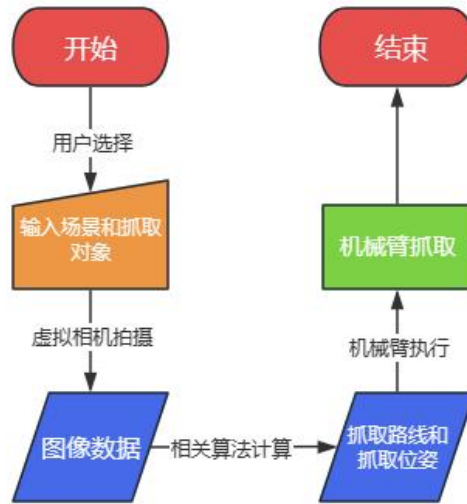 开始
用户选择
输入场景和抓取
对象
虚拟相机拍摄
图像数据
相关算法计算
抓取路线和
抓取位姿
机械臂执行
机械臂抓取
结束